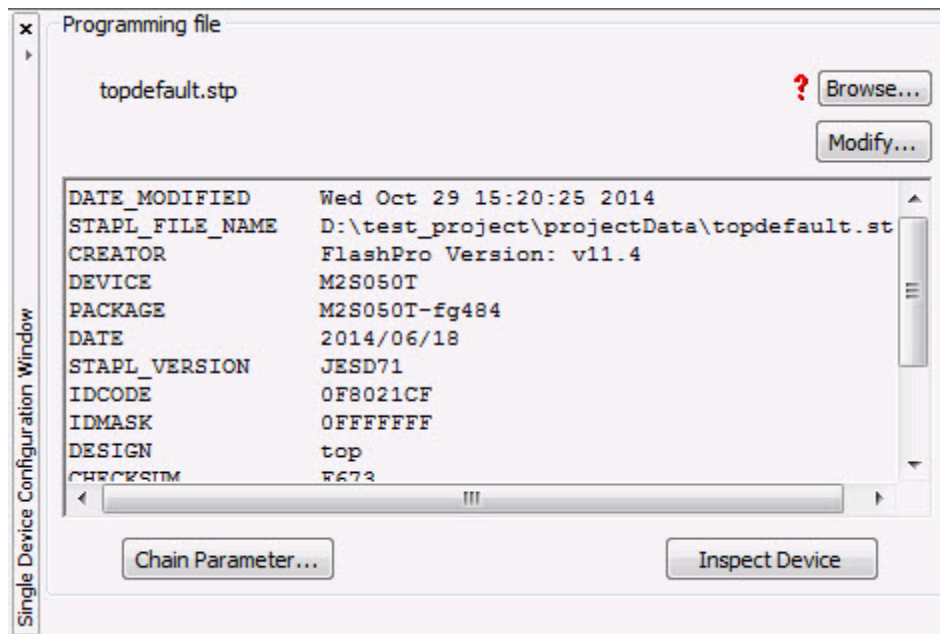 Programming file
topdefault.stp
? Browse...
Modify...
DATE_MODIFIED Wed Oct 29 15:20:25 2014
STAPL_FILE_NAME D:\test_project\projectData\topdefault.st
CREATOR FlashPro Version: v11.4
DEVICE M2S050T
PACKAGE M2S050T-fg484
DATE 2014/06/18
STAPL_VERSION JESD71
IDCODE 0F8021CF
IDMASK 0FFFFFFF
DESIGN top
CHECKSUM F673
Chain Parameter... Inspect Device
Single Device Configuration Window